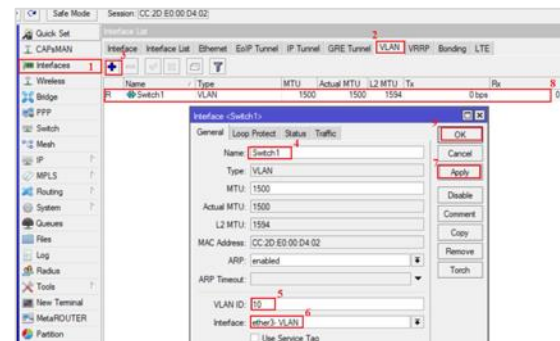 Safe Mode Session: CC:2D:E0:00:D4:02
Quick Set
CAPsMAN
Interfaces 1
Wireless
Bridge
PPP
Switch
Mesh
IP
MPLS
Routing
System
Queues
Files
Log
Radius
Tools
New Terminal
MetaROUTER
Partition
Interface List
2
Interface Interface List Ethernet EoIP Tunnel IP Tunnel GRE Tunnel VLAN VRRP Bonding LTE
3
Name Type MTU Actual MTU L2 MTU Tx Rx 8
R Switch1 VLAN 1500 1500 1594 0 bps 0
Interface <Switch1>
General Loop Protect Status Traffic
Name: Switch1 4
Type: VLAN
MTU: 1500
Actual MTU: 1500
L2 MTU: 1594
MAC Address: CC:2D:E0:00:D4:02
ARP: enabled
ARP Timeout:
VLAN ID: 10 5
Interface: ether3- VLAN 6
Use Service Tag
OK
Cancel
7
Apply
Disable
Comment
Copy
Remove
Torch